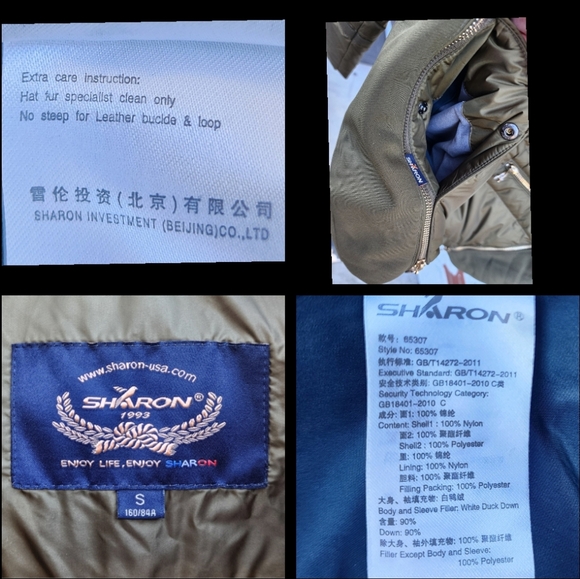 Extra care instruction:
Hat fur specialist clean only
No steep for Leather bucide & loop
雷伦投资(北京)有限公司
SHARON INVESTMENT (BEIJING)CO.,LTD
SHARON
www.sharon-usa.com
SHARON®
1993
ENJOY LIFE, ENJOY SHARON
S
160/84A
SHARON®
款号: 65307
Style No: 65307
执行标准: GB/T14272-2011
Executive Standard: GB/T14272-2011
安全技术类别: GB18401-2010 C类
Security Technology Category:
GB18401-2010 C
成分: 面1: 100% 锦纶
Content: Shell1 : 100% Nylon
面2: 100% 聚酯纤维
Shell2 : 100% Polyester
里: 100% 锦纶
Lining: 100% Nylon
胆料: 100% 聚酯纤维
Filling Packing: 100% Polyester
大身、袖填充物: 白鸭绒
Body and Sleeve Filler: White Duck Down
含量: 90%
Down: 90%
除大身、袖外填充物: 100% 聚酯纤维
Filler Except Body and Sleeve:
100% Polyester